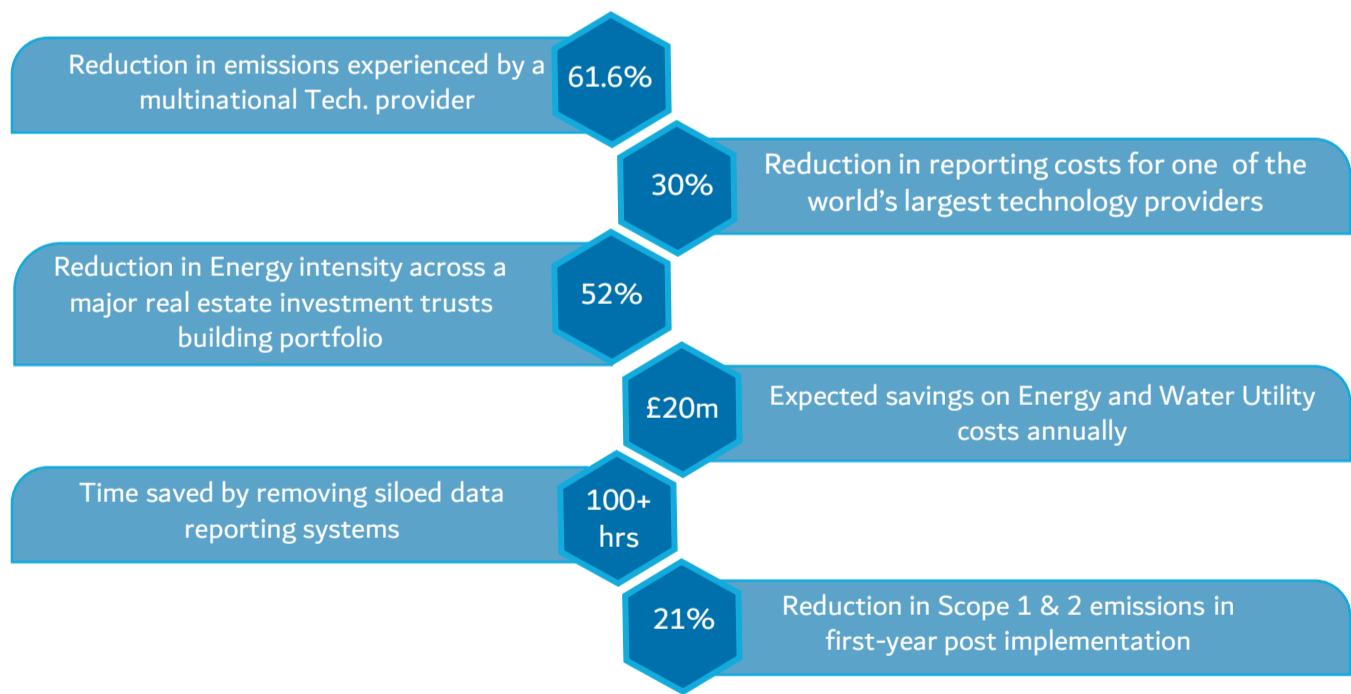 Reduction in emissions experienced by a
multinational Tech. provider
61.6%
30%
Reduction in reporting costs for one of the
world's largest technology providers
Reduction in Energy intensity across a
major real estate investment trusts
building portfolio
52%
£20m
Expected savings on Energy and Water Utility
costs annually
Time saved by removing siloed data
reporting systems
100+
hrs
21%
Reduction in Scope 1 & 2 emissions in
first-year post implementation